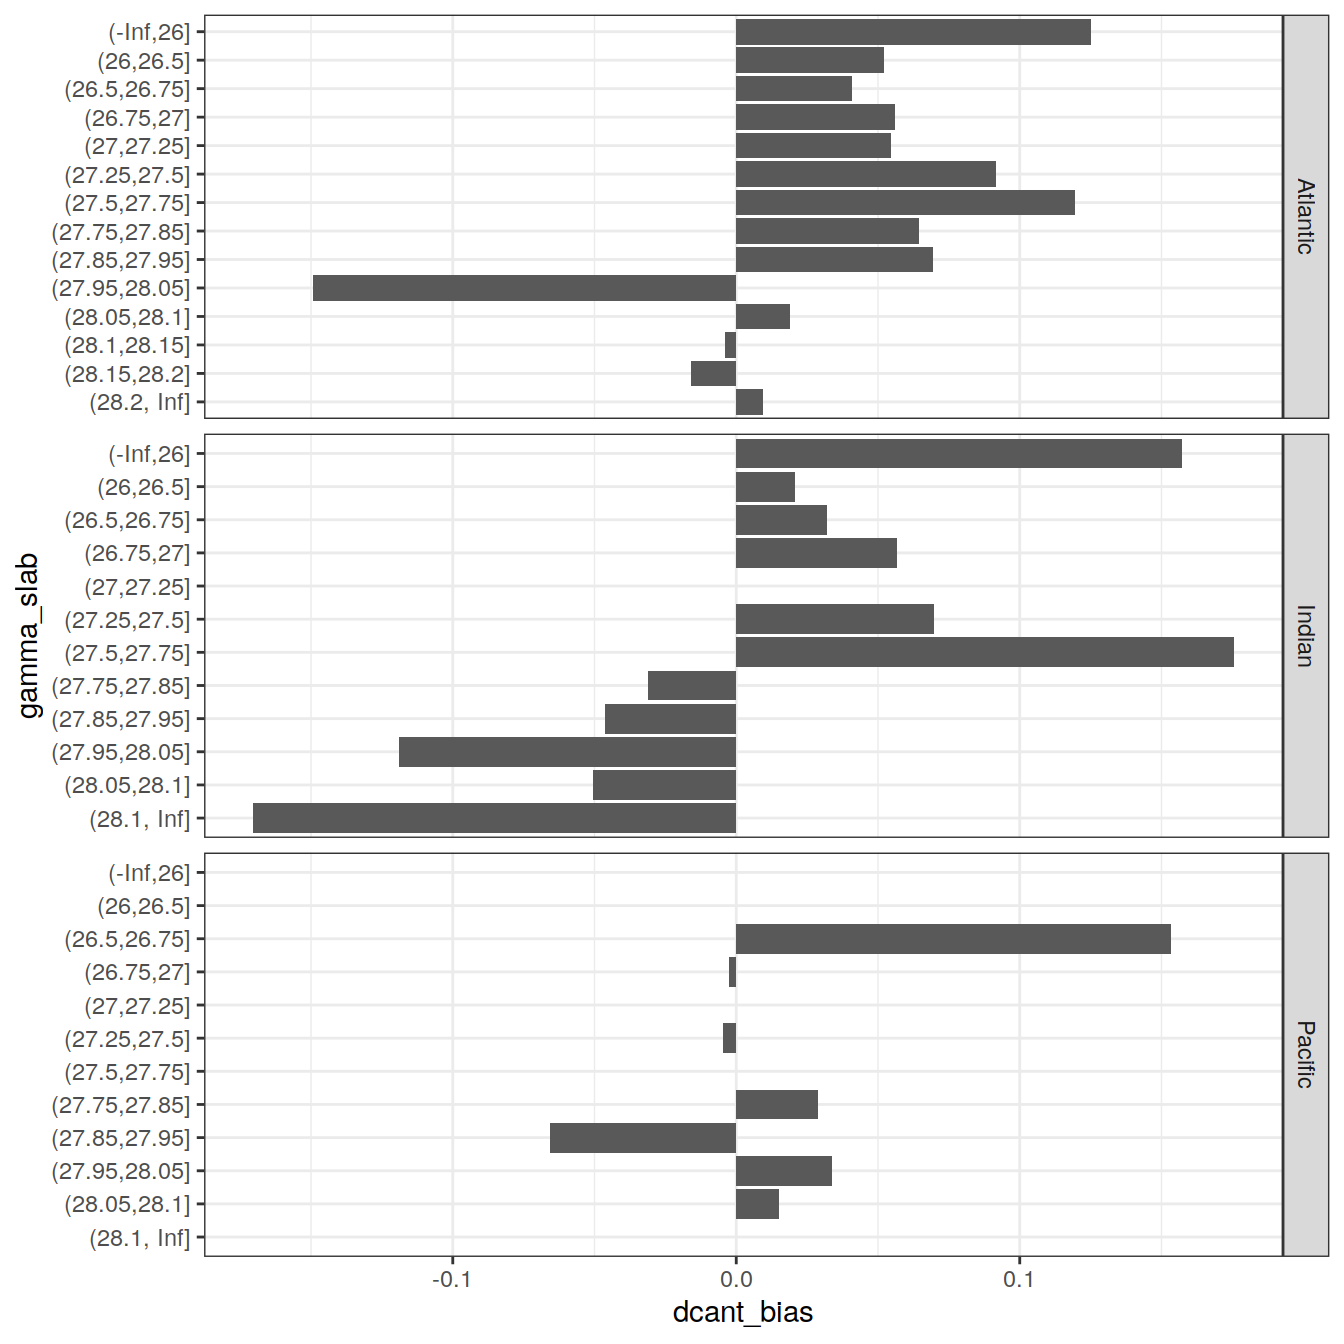 (-Inf,26]
(26,26.5]
(26.5,26.75]
(26.75,27]
(27,27.25]
(27.25,27.5]
(27.5,27.75]
(27.75,27.85]
(27.85,27.95]
(27.95,28.05]
(28.05,28.1]
(28.1,28.15]
(28.15,28.2]
(28.2, Inf]
Atlantic
(-Inf,26]
(26,26.5]
(26.5,26.75]
(26.75,27]
(27,27.25]
(27.25,27.5]
(27.5,27.75]
(27.75,27.85]
(27.85,27.95]
(27.95,28.05]
(28.05,28.1]
(28.1, Inf]
Indian
gamma_slab
(-Inf,26]
(26,26.5]
(26.5,26.75]
(26.75,27]
(27,27.25]
(27.25,27.5]
(27.5,27.75]
(27.75,27.85]
(27.85,27.95]
(27.95,28.05]
(28.05,28.1]
(28.1, Inf]
Pacific
-0.1 0.0 0.1
dcant_bias